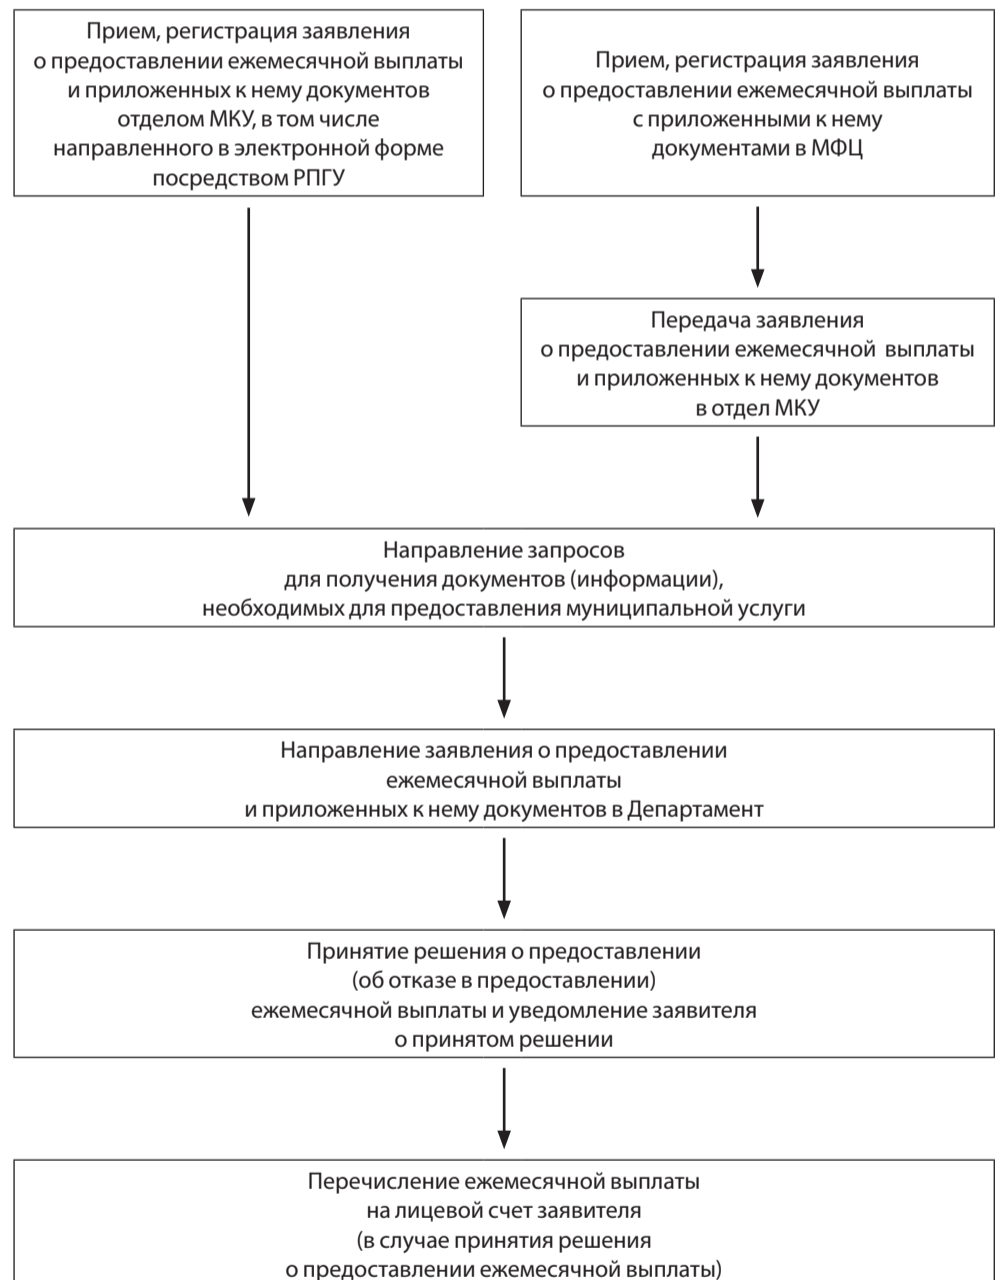 Прием, регистрация заявления
о предоставлении ежемесячной выплаты
и приложенных к нему документов
отделом МКУ, в том числе
направленного в электронной форме
посредством РПГУ
Прием, регистрация заявления
о предоставлении ежемесячной выплаты
с приложенными к нему
документами в МФЦ
Передача заявления
о предоставлении ежемесячной выплаты
и приложенных к нему документов
в отдел МКУ
Направление запросов
для получения документов (информации),
необходимых для предоставления муниципальной услуги
Направление заявления о предоставлении
ежемесячной выплаты
и приложенных к нему документов в Департамент
Принятие решения о предоставлении
(об отказе в предоставлении)
ежемесячной выплаты и уведомление заявителя
о принятом решении
Перечисление ежемесячной выплаты
на лицевой счет заявителя
(в случае принятия решения
о предоставлении ежемесячной выплаты)